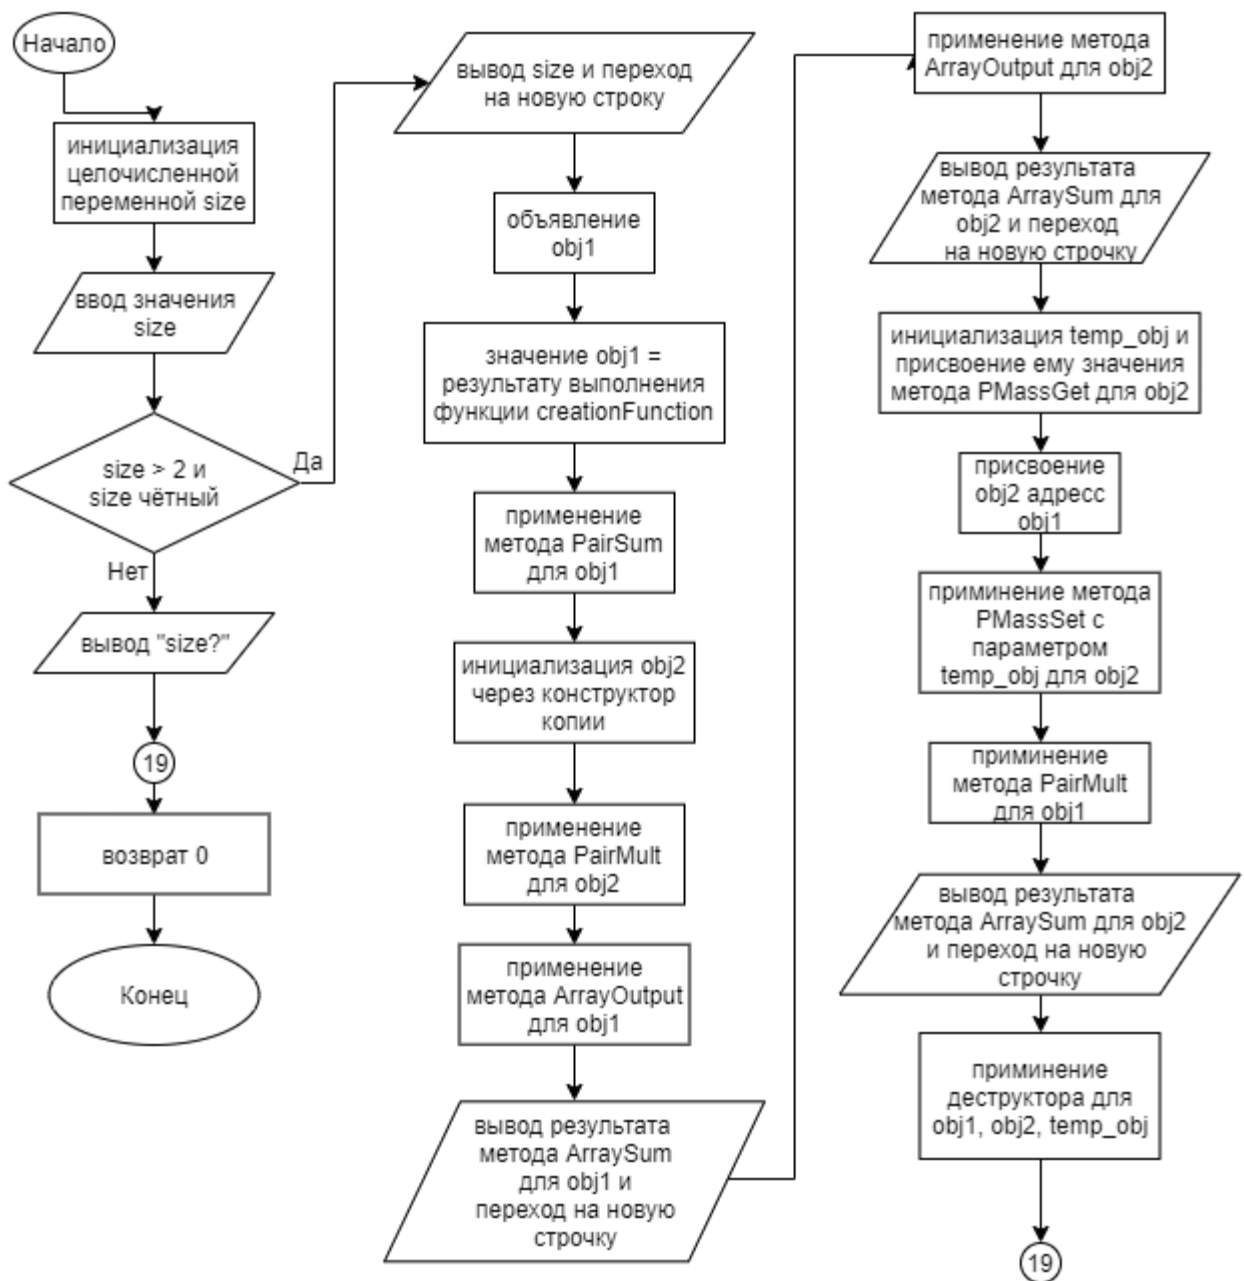 Начало
инициализация
целочисленной
переменной size
ввод значения
size
size > 2 и
size чётный
Да
Нет
вывод "size?"
19
возврат 0
Конец
вывод size и переход
на новую строку
объявление
obj1
значение obj1 =
результату выполнения
функции creationFunction
применение
метода PairSum
для obj1
инициализация obj2
через конструктор
копии
применение
метода PairMult
для obj2
применение
метода ArrayOutput
для obj1
вывод результата
метода ArraySum
для obj1 и
переход на новую
строчку
применение метода
ArrayOutput для obj2
вывод результата
метода ArraySum для
obj2 и переход
на новую строчку
инициализация temp_obj и
присвоение ему значения
метода PMassGet для obj2
присвоение
obj2 адресс
obj1
приминение метода
PMassSet с
параметром
temp_obj для obj2
приминение
метода PairMult
для obj1
вывод результата
метода ArraySum для obj2
и переход на новую
строчку
приминение
деструктора для
obj1, obj2, temp_obj
19